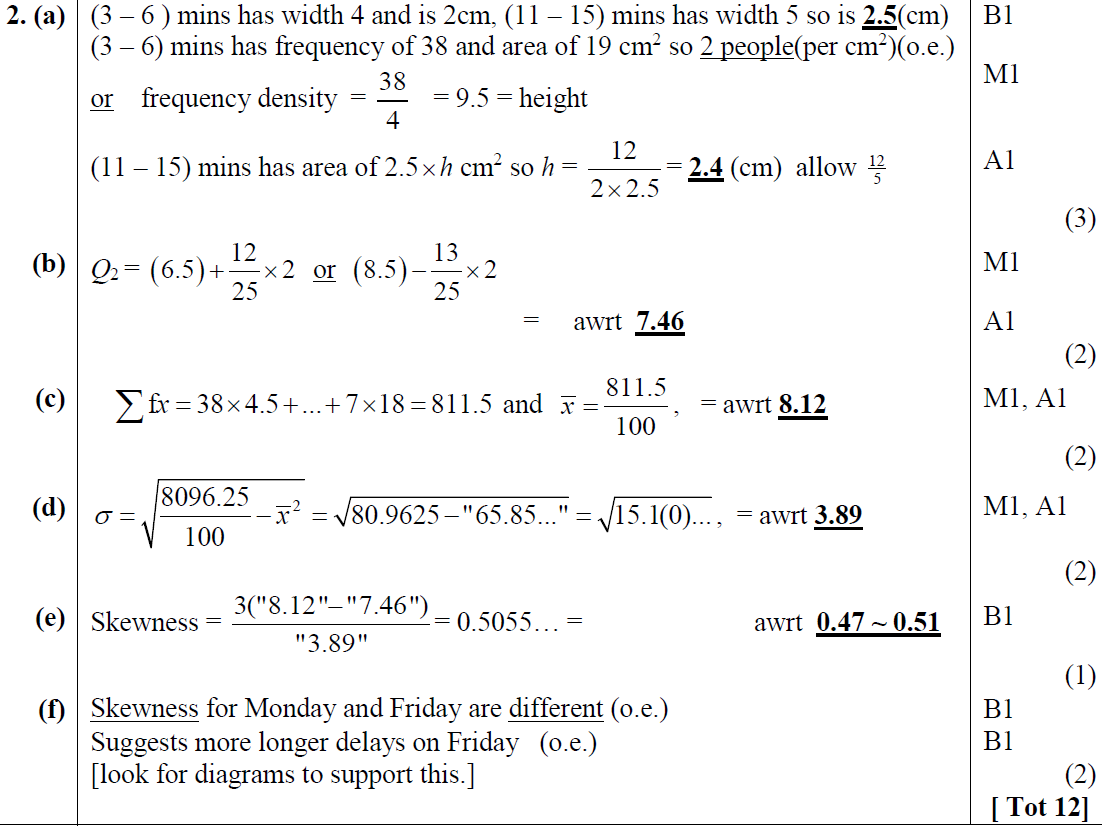 2. (a) (3 – 6 ) mins has width 4 and is 2cm, (11 – 15) mins has width 5 so is 2.5(cm) B1
(3 – 6) mins has frequency of 38 and area of 19 cm² so 2 people(per cm²)(o.e.)
M1
or frequency density = 38/4 = 9.5 = height
(11 – 15) mins has area of 2.5×h cm² so h = 12/(2×2.5) = 2.4 (cm) allow 12/5 A1
(3)
(b) Q₂ = (6.5)+12/25×2 or (8.5)−13/25×2 M1
= awrt 7.46 A1
(2)
(c) ∑fx = 38×4.5+...+7×18 = 811.5 and x̄ = 811.5/100, = awrt 8.12 M1, A1
(2)
(d) σ = √(8096.25/100 − x̄²) = √(80.9625−"65.85...") = √(15.1(0)...), = awrt 3.89 M1, A1
(2)
(e) Skewness = 3("8.12"−"7.46")/"3.89" = 0.5055… = awrt 0.47 ~ 0.51 B1
(1)
(f) Skewness for Monday and Friday are different (o.e.) B1
Suggests more longer delays on Friday (o.e.) B1
[look for diagrams to support this.] (2)
[ Tot 12]